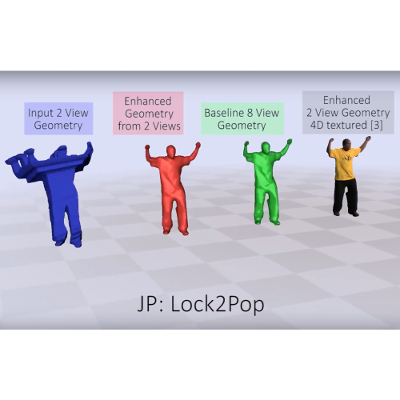 Input 2 View
Geometry
Enhanced
Geometry
from 2 Views
Baseline 8 View
Geometry
Enhanced
2 View Geometry
4D textured [3]
JP: Lock2Pop